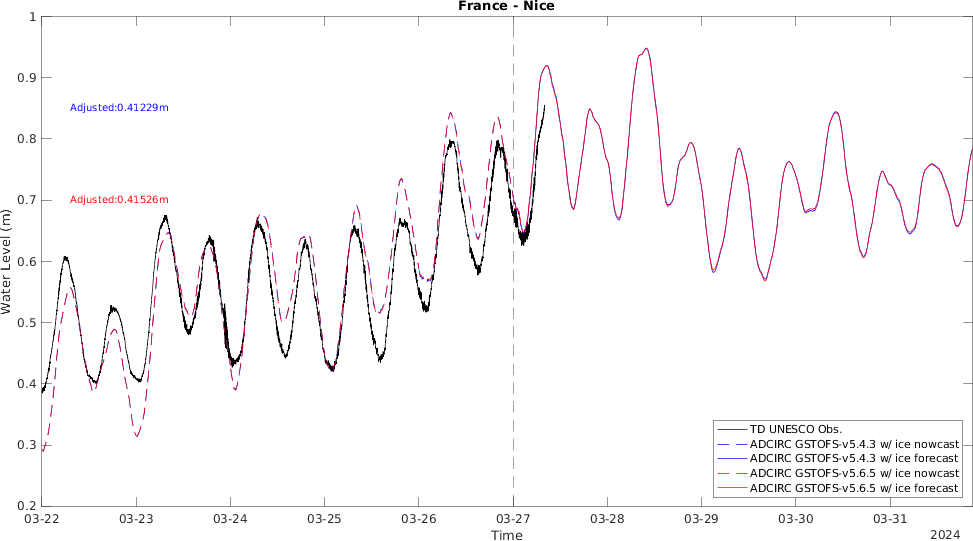 France - Nice
1
0.9
0.8
0.7
0.6
0.5
0.4
0.3
0.2
Water Level (m)
Adjusted:0.41229m
Adjusted:0.41526m
TD UNESCO Obs.
ADCIRC GSTOFS-v5.4.3 w/ ice nowcast
ADCIRC GSTOFS-v5.4.3 w/ ice forecast
ADCIRC GSTOFS-v5.6.5 w/ ice nowcast
ADCIRC GSTOFS-v5.6.5 w/ ice forecast
03-22 03-23 03-24 03-25 03-26 03-27 03-28 03-29 03-30 03-31
Time
2024